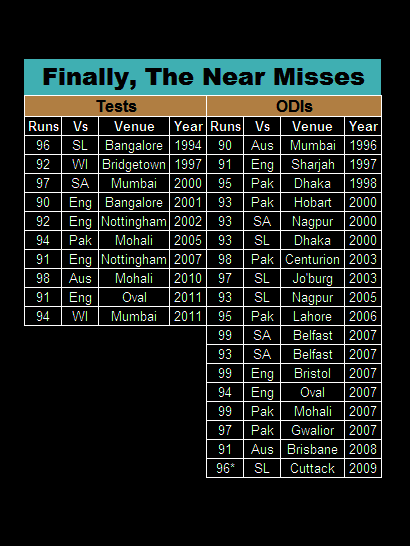 Finally, The Near Misses
Tests ODIs
Runs Vs Venue Year Runs Vs Venue Year
96 SL Bangalore 1994 90 Aus Mumbai 1996
92 WI Bridgetown 1997 91 Eng Sharjah 1997
97 SA Mumbai 2000 95 Pak Dhaka 1998
90 Eng Bangalore 2001 93 Pak Hobart 2000
92 Eng Nottingham 2002 93 SA Nagpur 2000
94 Pak Mohali 2005 93 SL Dhaka 2000
91 Eng Nottingham 2007 98 Pak Centurion 2003
98 Aus Mohali 2010 97 SL Jo'burg 2003
91 Eng Oval 2011 93 SL Nagpur 2005
94 WI Mumbai 2011 95 Pak Lahore 2006
99 SA Belfast 2007
93 SA Belfast 2007
99 Eng Bristol 2007
94 Eng Oval 2007
99 Pak Mohali 2007
97 Pak Gwalior 2007
91 Aus Brisbane 2008
96* SL Cuttack 2009